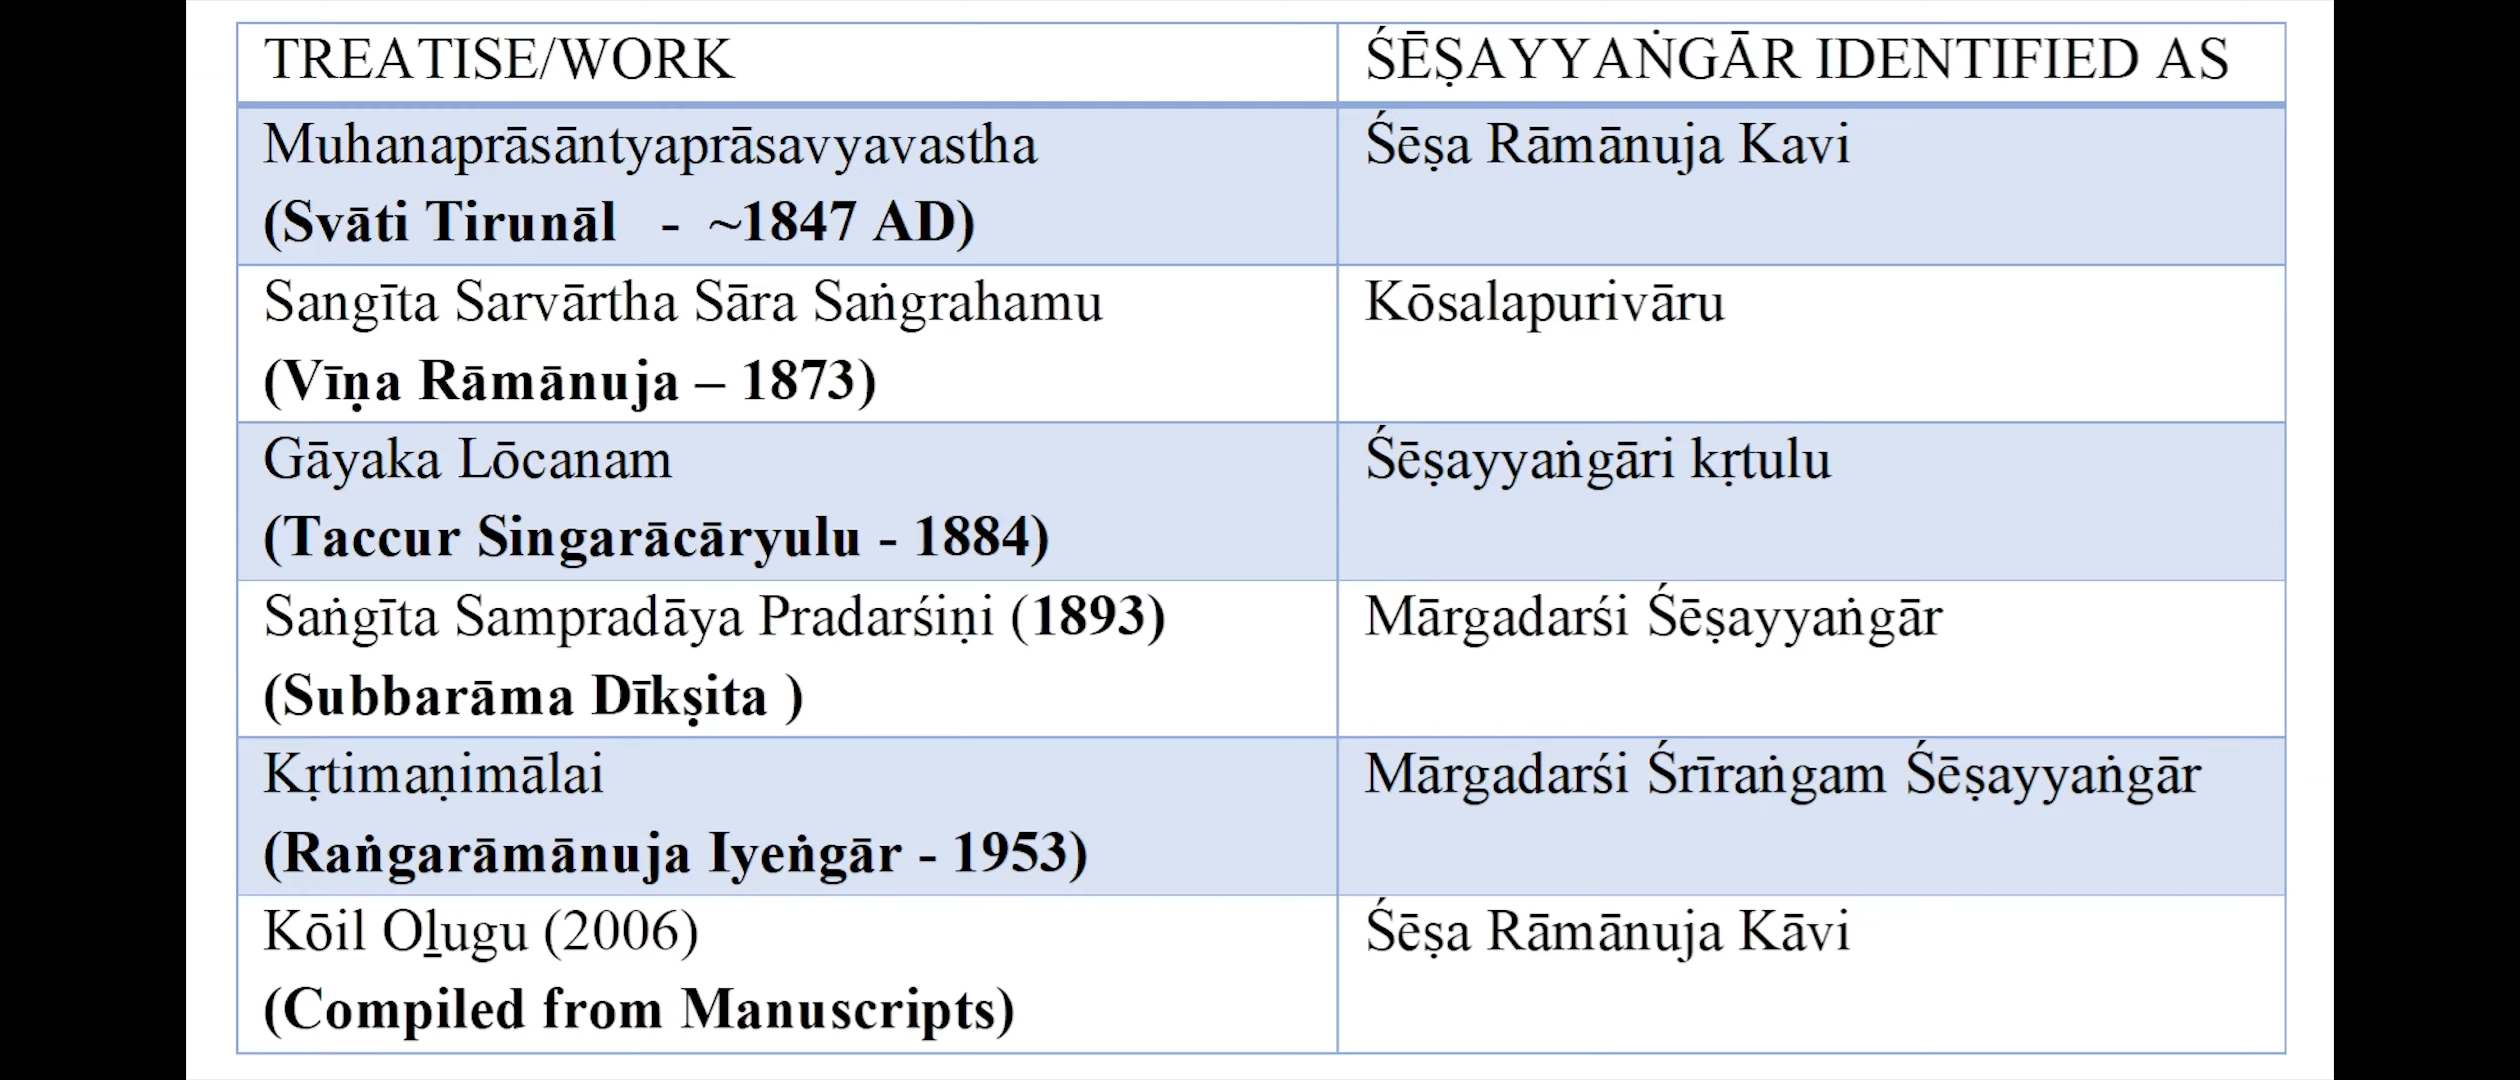 TREATISE/WORK
ŚĒṢAYYAṄGĀR IDENTIFIED AS
Muhanaprāsāntyaprāsavyavastha
(Svāti Tirunāl - ~1847 AD)
Śēṣa Rāmānuja Kavi
Sangīta Sarvārtha Sāra Saṅgrahamu
(Vīṇa Rāmānuja – 1873)
Kōsalapurivāru
Gāyaka Lōcanam
(Taccur Singarācāryulu - 1884)
Śēṣayyaṅgāri kṛtulu
Saṅgīta Sampradāya Pradarśiṇi (1893)
(Subbarāma Dīkṣita )
Mārgadarśi Śēṣayyaṅgār
Kṛtimaṇimālai
(Raṅgarāmānuja Iyeṅgār - 1953)
Mārgadarśi Śrīraṅgam Śēṣayyaṅgār
Kōil Oḻugu (2006)
(Compiled from Manuscripts)
Śēṣa Rāmānuja Kāvi